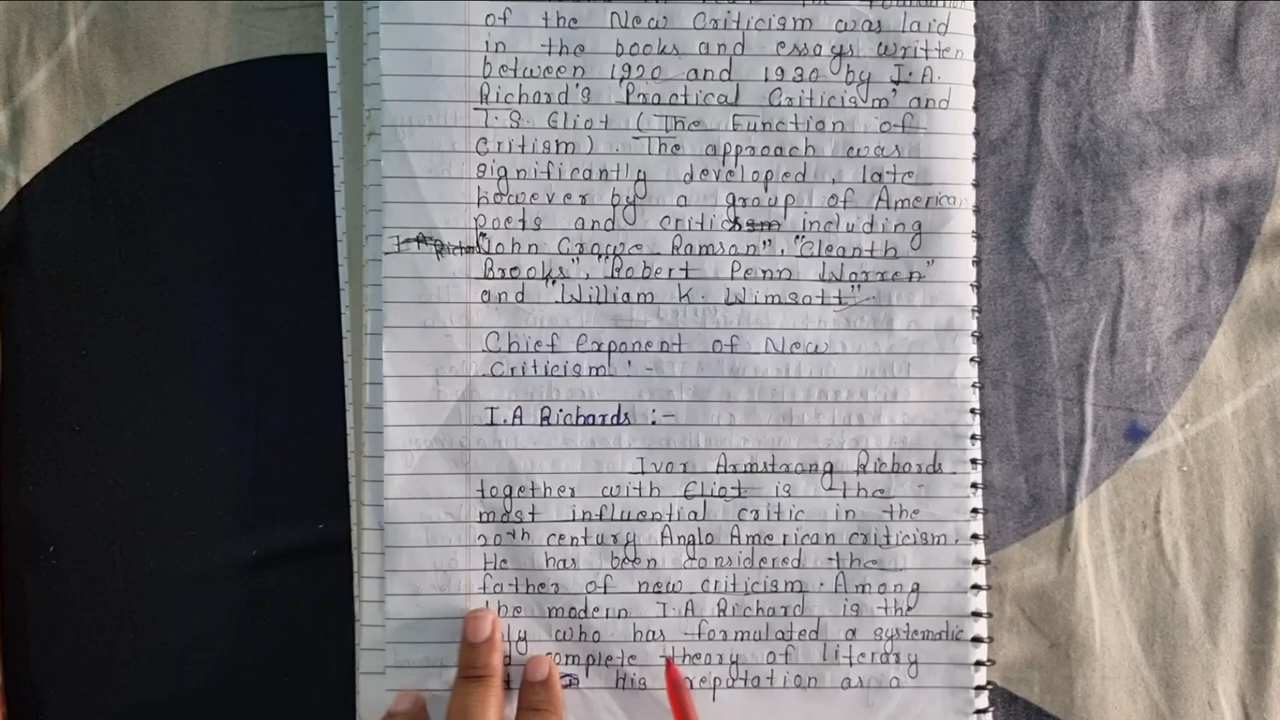 of the New Criticism was laid
in the books and essays written
between 1920 and 1930 by I.A.
Richard's 'Practical Criticism' and
T.S. Eliot (The Function of
Critism). The approach was
significantly developed, late
however by a group of American
poets and critic including
"John Crowe Ramson", "Cleanth
Brooks", "Robert Penn Warren"
and "William K. Wimsatt".
Chief Exponent of New
Criticism :-
I.A Richards :-
Ivor Armstrang Richards
together with Eliot is the
most influential critic in the
20th century Anglo American criticism.
He has been considered the
father of new criticism. Among
the modern I.A Richard is the
who has formulated a systematic
complete theory of literary
His reputation as a